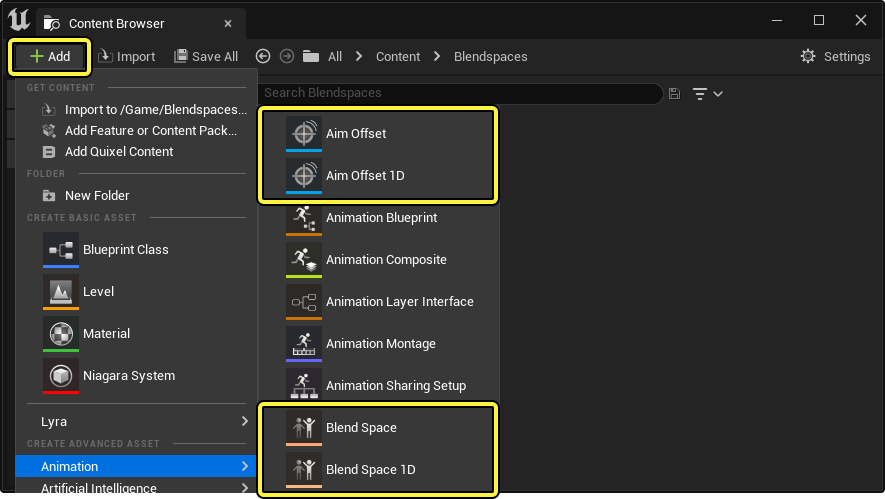 Content Browser
Add
Import
Save All
All
Content
Blendspaces
Settings
GET CONTENT
Import to /Game/Blendspaces...
Add Feature or Content Pack...
Add Quixel Content
FOLDER
New Folder
CREATE BASIC ASSET
Blueprint Class
Level
Material
Niagara System
Lyra
CREATE ADVANCED ASSET
Animation
Artificial Intelligence
Search Blendspaces
Aim Offset
Aim Offset 1D
Animation Blueprint
Animation Composite
Animation Layer Interface
Animation Montage
Animation Sharing Setup
Blend Space
Blend Space 1D